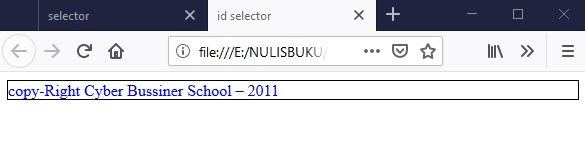 selector
id selector
file:///E:/NULISBUKU/
copy-Right Cyber Bussiner School – 2011